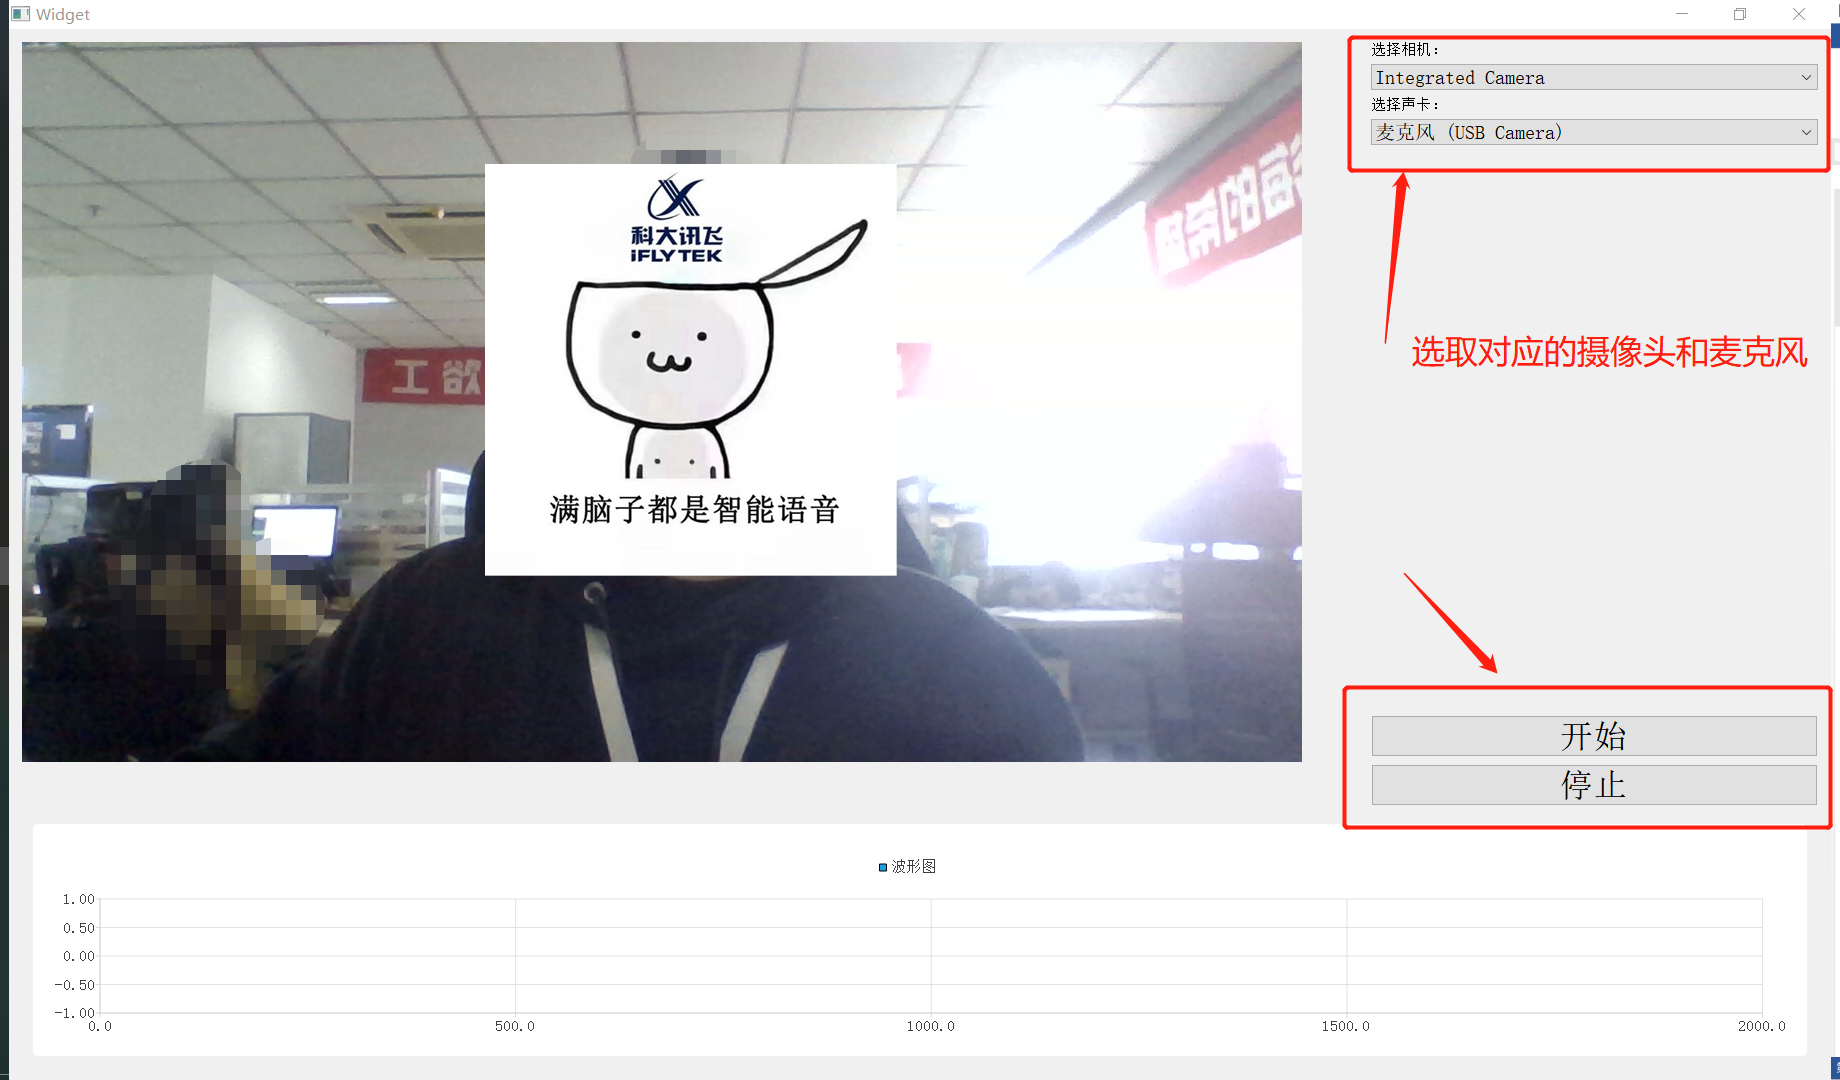 Widget
选择相机：
Integrated Camera
选择声卡：
麦克风 (USB Camera)
选取对应的摄像头和麦克风
科大讯飞
iFLYTEK
满脑子都是智能语音
工欲
开始
停止
波形图
1.00
0.50
0.00
-0.50
-1.00
0.0
500.0
1000.0
1500.0
2000.0